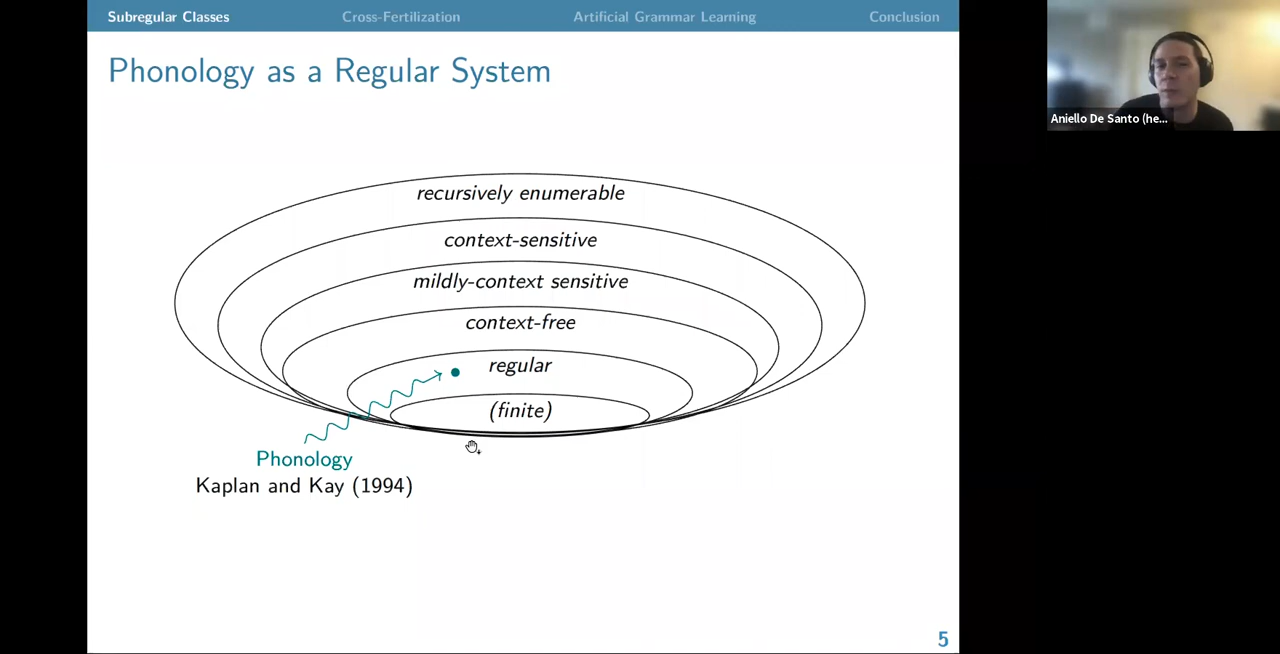 Subregular Classes Cross-Fertilization Artificial Grammar Learning Conclusion
Phonology as a Regular System
recursively enumerable
context-sensitive
mildly-context sensitive
context-free
regular
(finite)
Phonology
Kaplan and Kay (1994)
5
Aniello De Santo (he...